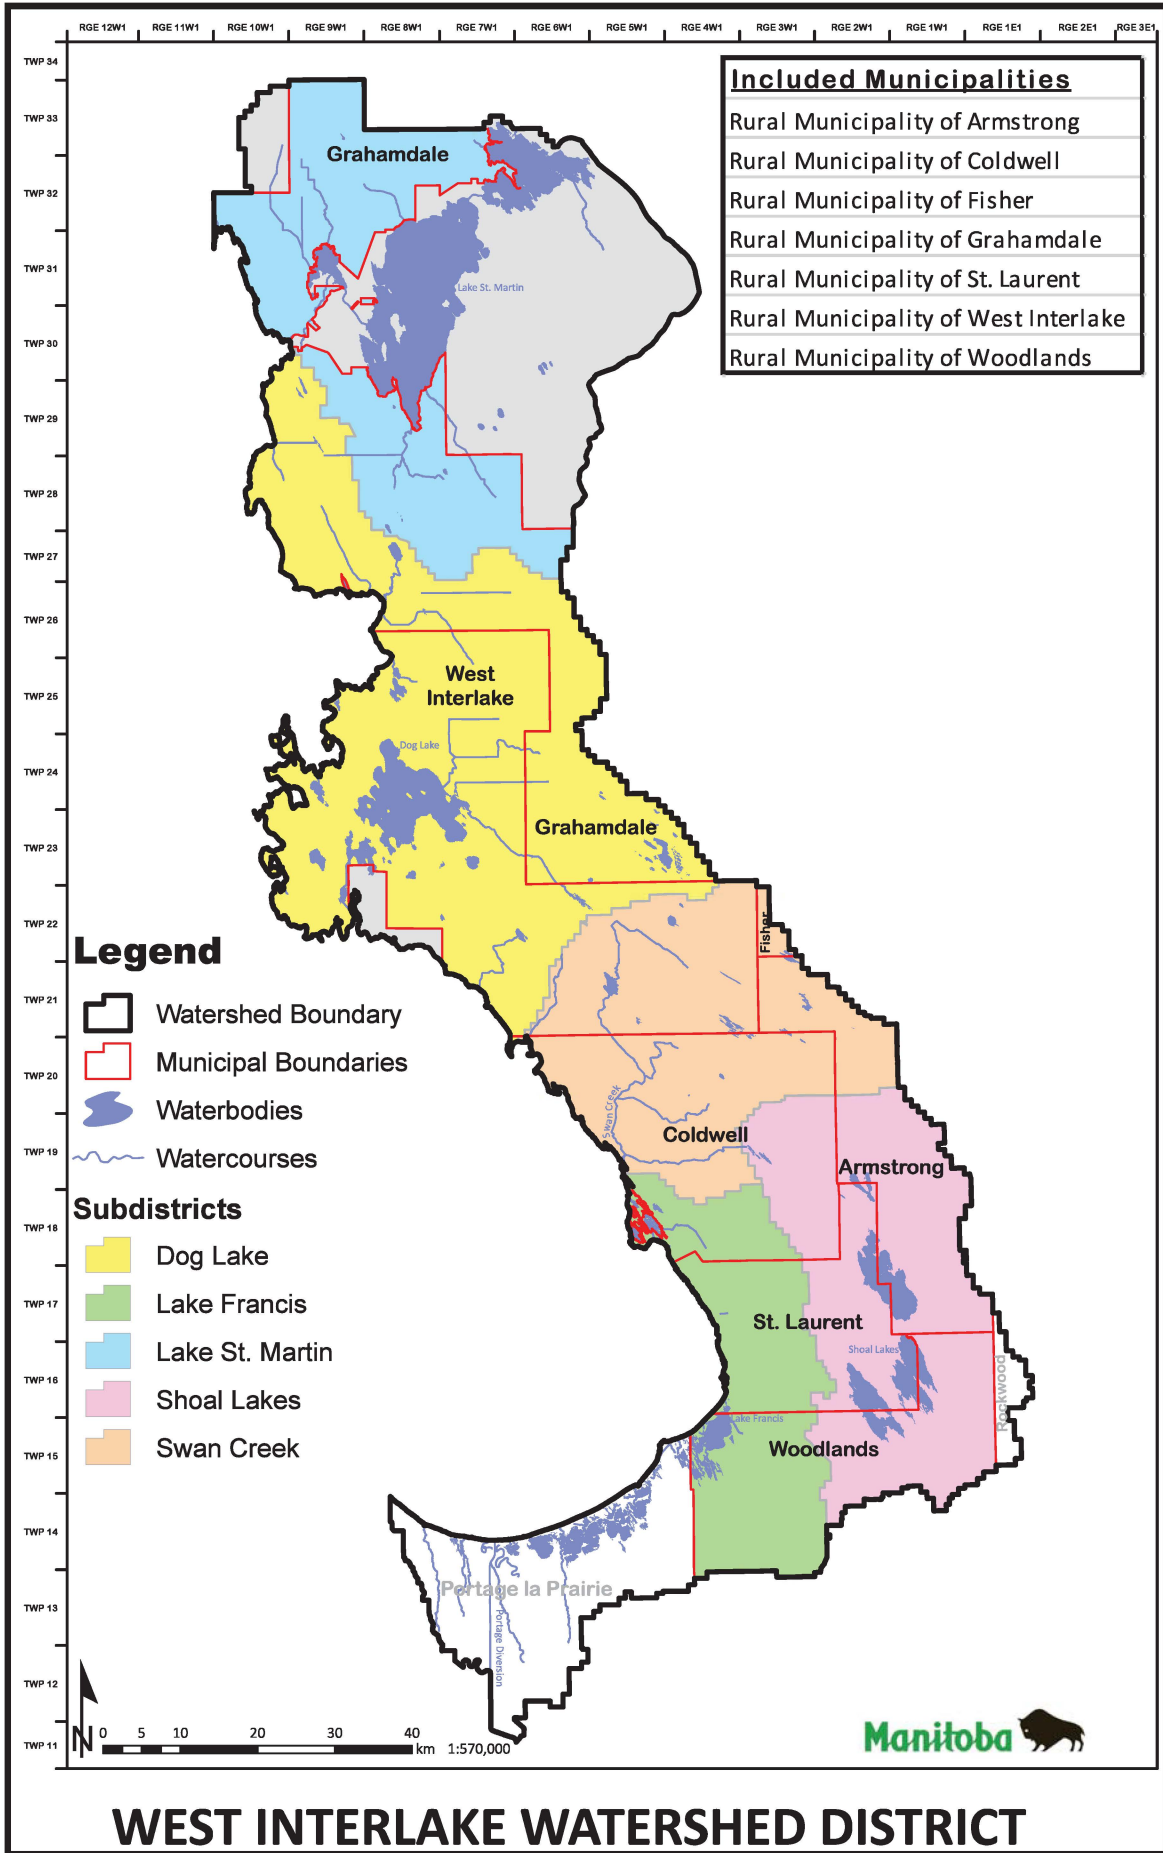 RGE 12W1 RGE 11W1 RGE 10W1 RGE 9W1 RGE 8W1 RGE 7W1 RGE 6W1 RGE 5W1 RGE 4W1 RGE 3W1 RGE 2W1 RGE 1W1 RGE 1E1 RGE 2E1 RGE 3E1
TWP 34
TWP 33
TWP 32
TWP 31
TWP 30
TWP 29
TWP 28
TWP 27
TWP 26
TWP 25
TWP 24
TWP 23
TWP 22
TWP 21
TWP 20
TWP 19
TWP 18
TWP 17
TWP 16
TWP 15
TWP 14
TWP 13
TWP 12
TWP 11
Included Municipalities
Rural Municipality of Armstrong
Rural Municipality of Coldwell
Rural Municipality of Fisher
Rural Municipality of Grahamdale
Rural Municipality of St. Laurent
Rural Municipality of West Interlake
Rural Municipality of Woodlands
Grahamdale
Lake St. Martin
West
Interlake
Dog Lake
Grahamdale
Fisher
Swan Creek
Coldwell
Armstrong
St. Laurent
Shoal Lakes
Rockwood
Lake Francis
Woodlands
Portage la Prairie
Portage Diversion
Legend
Watershed Boundary
Municipal Boundaries
Waterbodies
Watercourses
Subdistricts
Dog Lake
Lake Francis
Lake St. Martin
Shoal Lakes
Swan Creek
N
0 5 10 20 30 40
km 1:570,000
Manitoba
WEST INTERLAKE WATERSHED DISTRICT